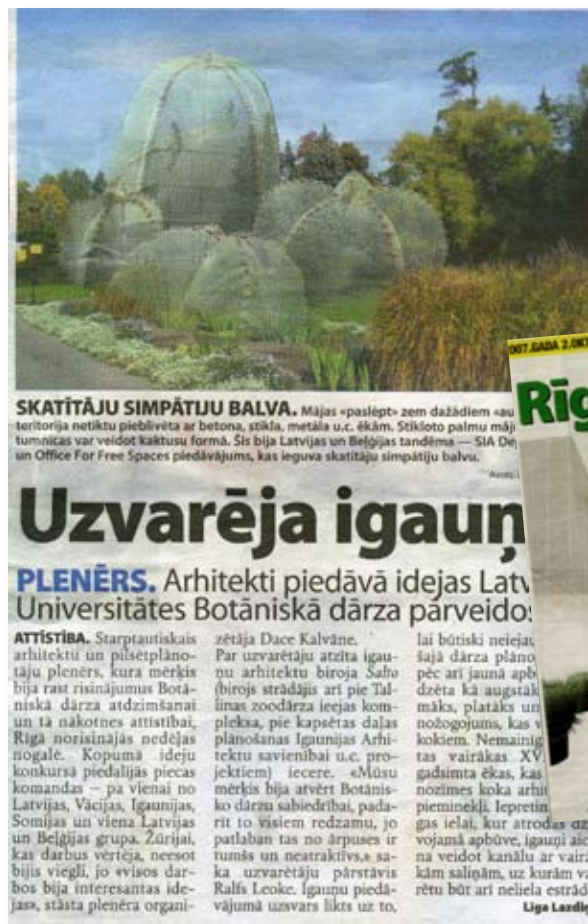 SKATĪTĀJU SIMPĀTIJU BALVA. Mājas «paslēpt» zem dažādiem «au
teritorija netiktu pieblīvēta ar betona, stikla, metāla u.c. ēkām. Stikloto palmu māj
tumnīcas var veidot kaktusu formā. Šis bija Latvijas un Beļģijas tandēma — SIA De
un Office For Free Spaces piedāvājums, kas ieguva skatītāju simpātiju balvu.
007.GADA 2.OKT
Rīg
Uzvarēja igauņ
PLENĒRS. Arhitekti piedāvā idejas Latv
Universitātes Botāniskā dārza pārveidos
ATTĪSTĪBA. Starptautiskais
arhitektu un pilsētplāno-
tāju plenērs, kura mērķis
bija rast risinājumus Botā-
niskā dārza atdzimšanai
un tā nākotnes attīstībai,
Rīgā norisinājās nedēļas
nogalē. Kopumā ideju
konkursā piedalījās piecas
komandas – pa vienai no
Latvijas, Vācijas, Igaunijas,
Somijas un viena Latvijas
un Beļģijas grupa. Žūrijai,
kas darbus vērtēja, neesot
bijis viegli, jo «visos dar-
bos bija interesantas ide-
jas», stāsta plenēra organi-
zētāja Dace Kalvāne.
Par uzvarētāju atzīta igau-
ņu arhitektu biroja Salto
(birojs strādājis arī pie Tal-
linas zoodārza ieejas kom-
pleksa, pie kapsētas daļas
plānošanas Igaunijas Arhi-
tektu savienībai u.c. pro-
jektiem) iecere. «Mūsu
mērķis bija atvērt Botānis-
ko dārzu sabiedrībai, pada-
rīt to visiem redzamu, jo
patlaban tas no ārpuses ir
tumšs un neatraktīvs,» sa-
ka uzvarētāju pārstāvis
Ralfs Leoke. Igauņu piedā-
vājumā uzsvars likts uz to,
lai būtiski neiejau
šajā dārza plāno
pēc arī jaunā apb
dzēta kā augstāk
māks, platāks un
nožogojums, kas v
kokiem. Nemainīg
tas vairākas XV
gadsimta ēkas, kas
nozīmes koka arhit
pieminekļi. Iepretim
gas ielai, kur atrodas dz
vojamā apbūve, igauņi aic
na veidot kanālu ar vair
kām saliņām, uz kurām va
rētu būt arī neliela estrād
Līga Lazdiņ